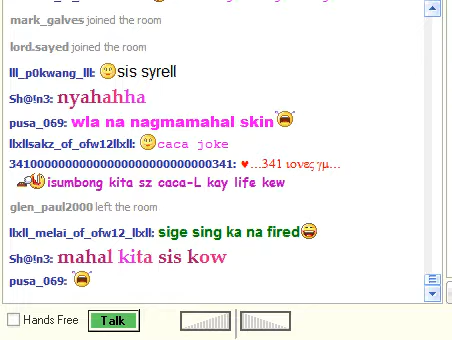 mark_galves joined the room
lord.sayed joined the room
lll_p0kwang_lll: sis syrell
Sh@!n3: nyahahha
pusa_069: wla na nagmamahal skin
llxllsakz_of_ofw12llxll: caca joke
341000000000000000000000000000341: ♥...341 ιονεs γμ...
isumbong kita sz caca-L kay life kew
glen_paul2000 left the room
llxll_melai_of_ofw12_llxll: sige sing ka na fired
Sh@!n3: mahal kita sis kow
pusa_069:
Hands Free
Talk